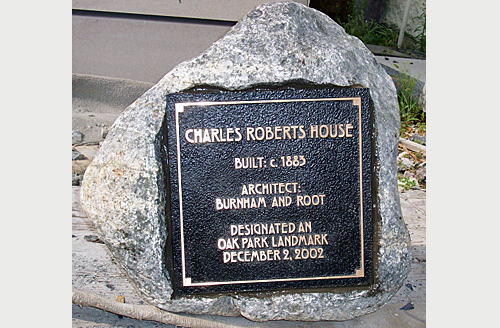 CHARLES ROBERTS HOUSE
BUILT: c. 1883
ARCHITECT:
BURNHAM AND ROOT
DESIGNATED AN
OAK PARK LANDMARK
DECEMBER 2, 2002